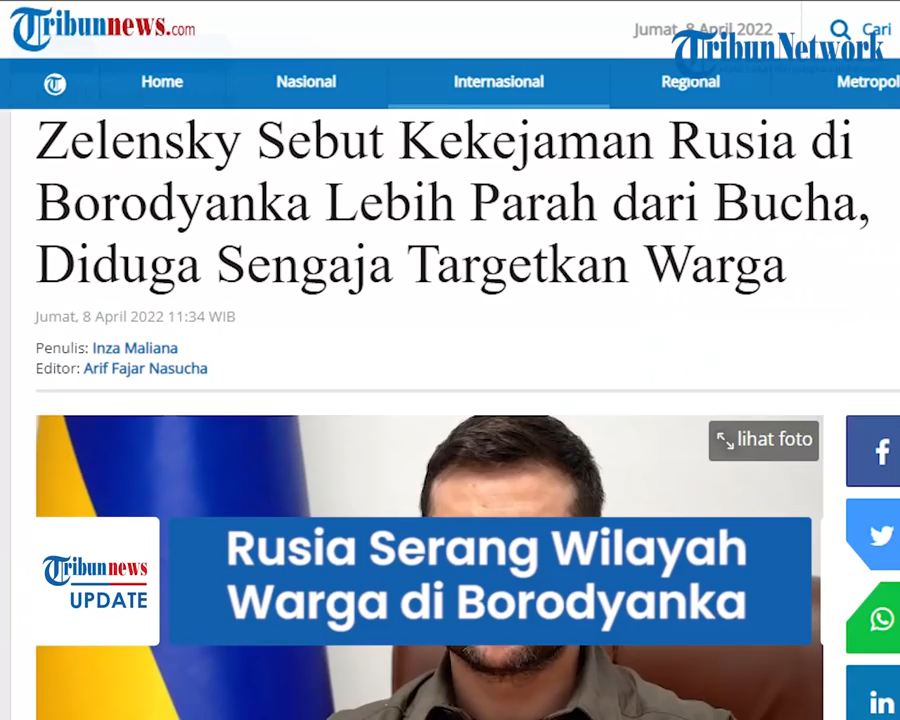 Tribunnews.com
Jumat, 8 April 2022
Cari
Tribun Network
Home Nasional Internasional Regional Metropol
Zelensky Sebut Kekejaman Rusia di
Borodyanka Lebih Parah dari Bucha,
Diduga Sengaja Targetkan Warga
Jumat, 8 April 2022 11:34 WIB
Penulis: Inza Maliana
Editor: Arif Fajar Nasucha
lihat foto
Tribunnews
UPDATE
Rusia Serang Wilayah
Warga di Borodyanka